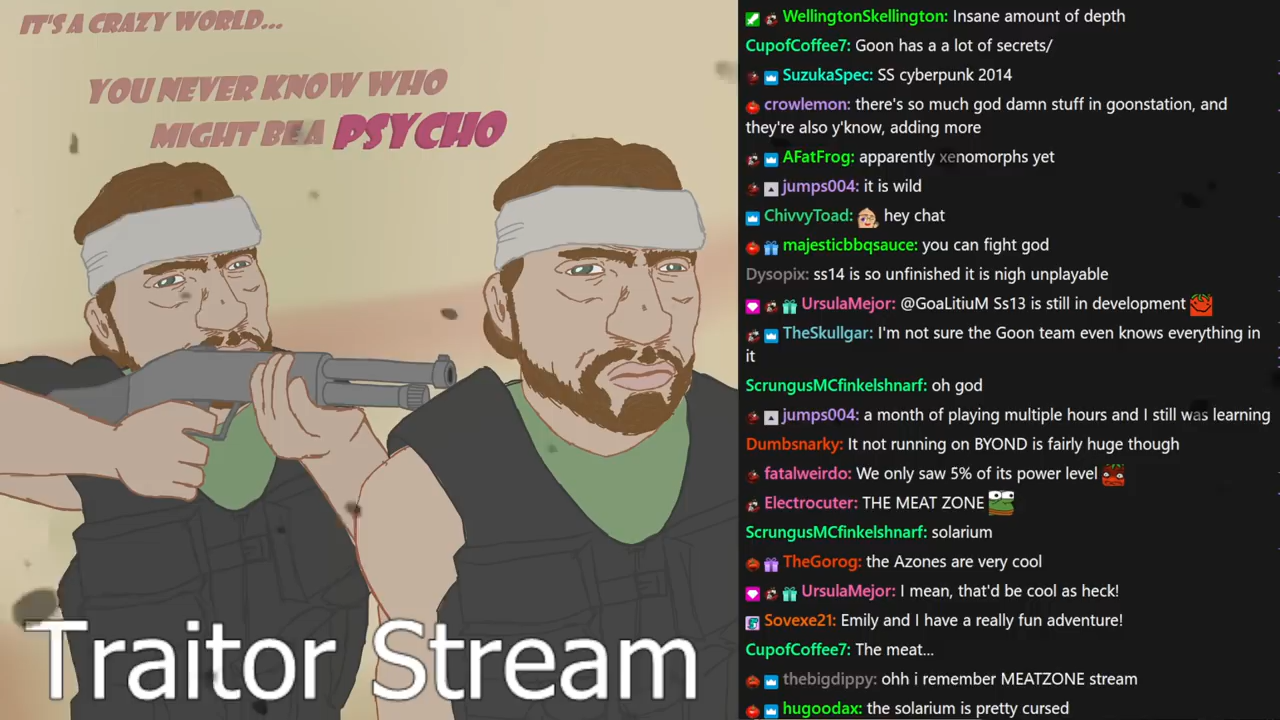 IT'S A CRAZY WORLD...
YOU NEVER KNOW WHO
MIGHT BE A PSYCHO
Traitor Stream
WellingtonSkellington: Insane amount of depth
CupofCoffee7: Goon has a a lot of secrets/
SuzukaSpec: SS cyberpunk 2014
crowlemon: there's so much god damn stuff in goonstation, and
they're also y'know, adding more
AFatFrog: apparently xenomorphs yet
jumps004: it is wild
ChivvyToad: hey chat
majesticbbqsauce: you can fight god
Dysopix: ss14 is so unfinished it is nigh unplayable
UrsulaMejor: @GoaLitiuM Ss13 is still in development
TheSkullgar: I'm not sure the Goon team even knows everything in
it
ScrungusMCfinkelshnarf: oh god
jumps004: a month of playing multiple hours and I still was learning
Dumbsnarky: It not running on BYOND is fairly huge though
fatalweirdo: We only saw 5% of its power level
Electrocuter: THE MEAT ZONE
ScrungusMCfinkelshnarf: solarium
TheGorog: the Azones are very cool
UrsulaMejor: I mean, that'd be cool as heck!
Sovexe21: Emily and I have a really fun adventure!
CupofCoffee7: The meat...
thebigdippy: ohh i remember MEATZONE stream
hugoodax: the solarium is pretty cursed